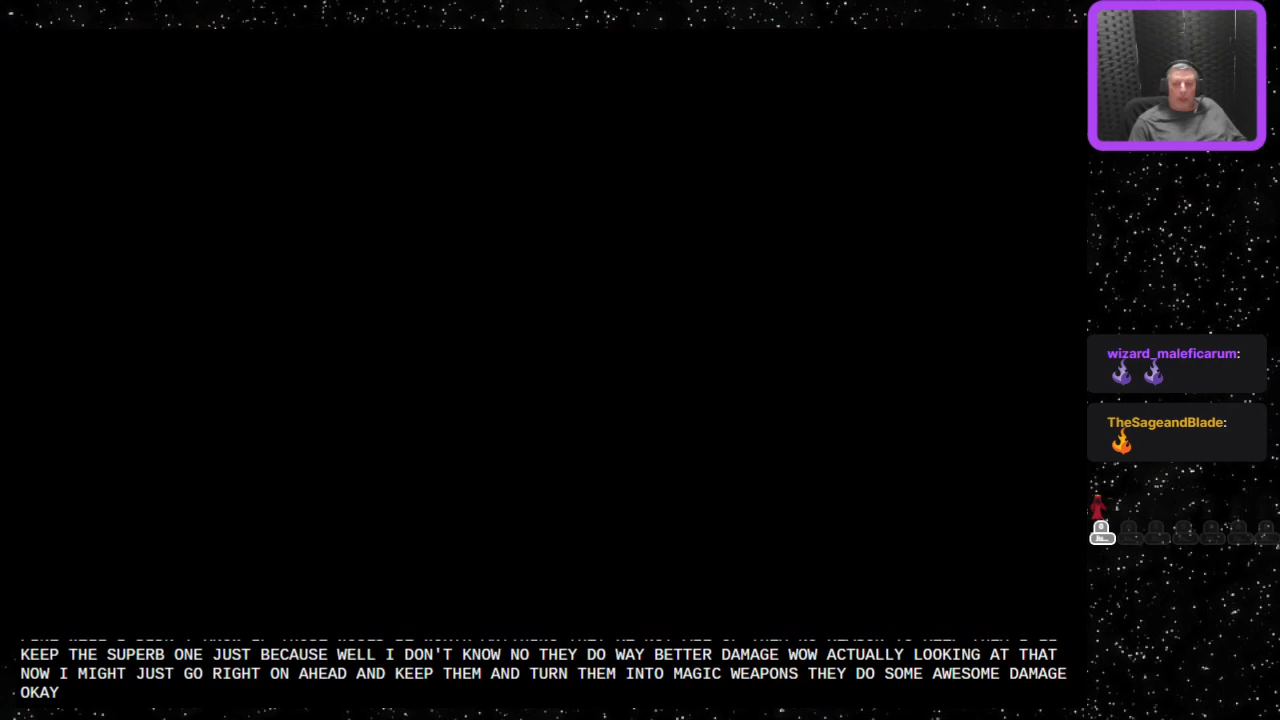 wizard_maleficarum:
TheSageandBlade:
KEEP THE SUPERB ONE JUST BECAUSE WELL I DON'T KNOW NO THEY DO WAY BETTER DAMAGE WOW ACTUALLY LOOKING AT THAT
NOW I MIGHT JUST GO RIGHT ON AHEAD AND KEEP THEM AND TURN THEM INTO MAGIC WEAPONS THEY DO SOME AWESOME DAMAGE
OKAY